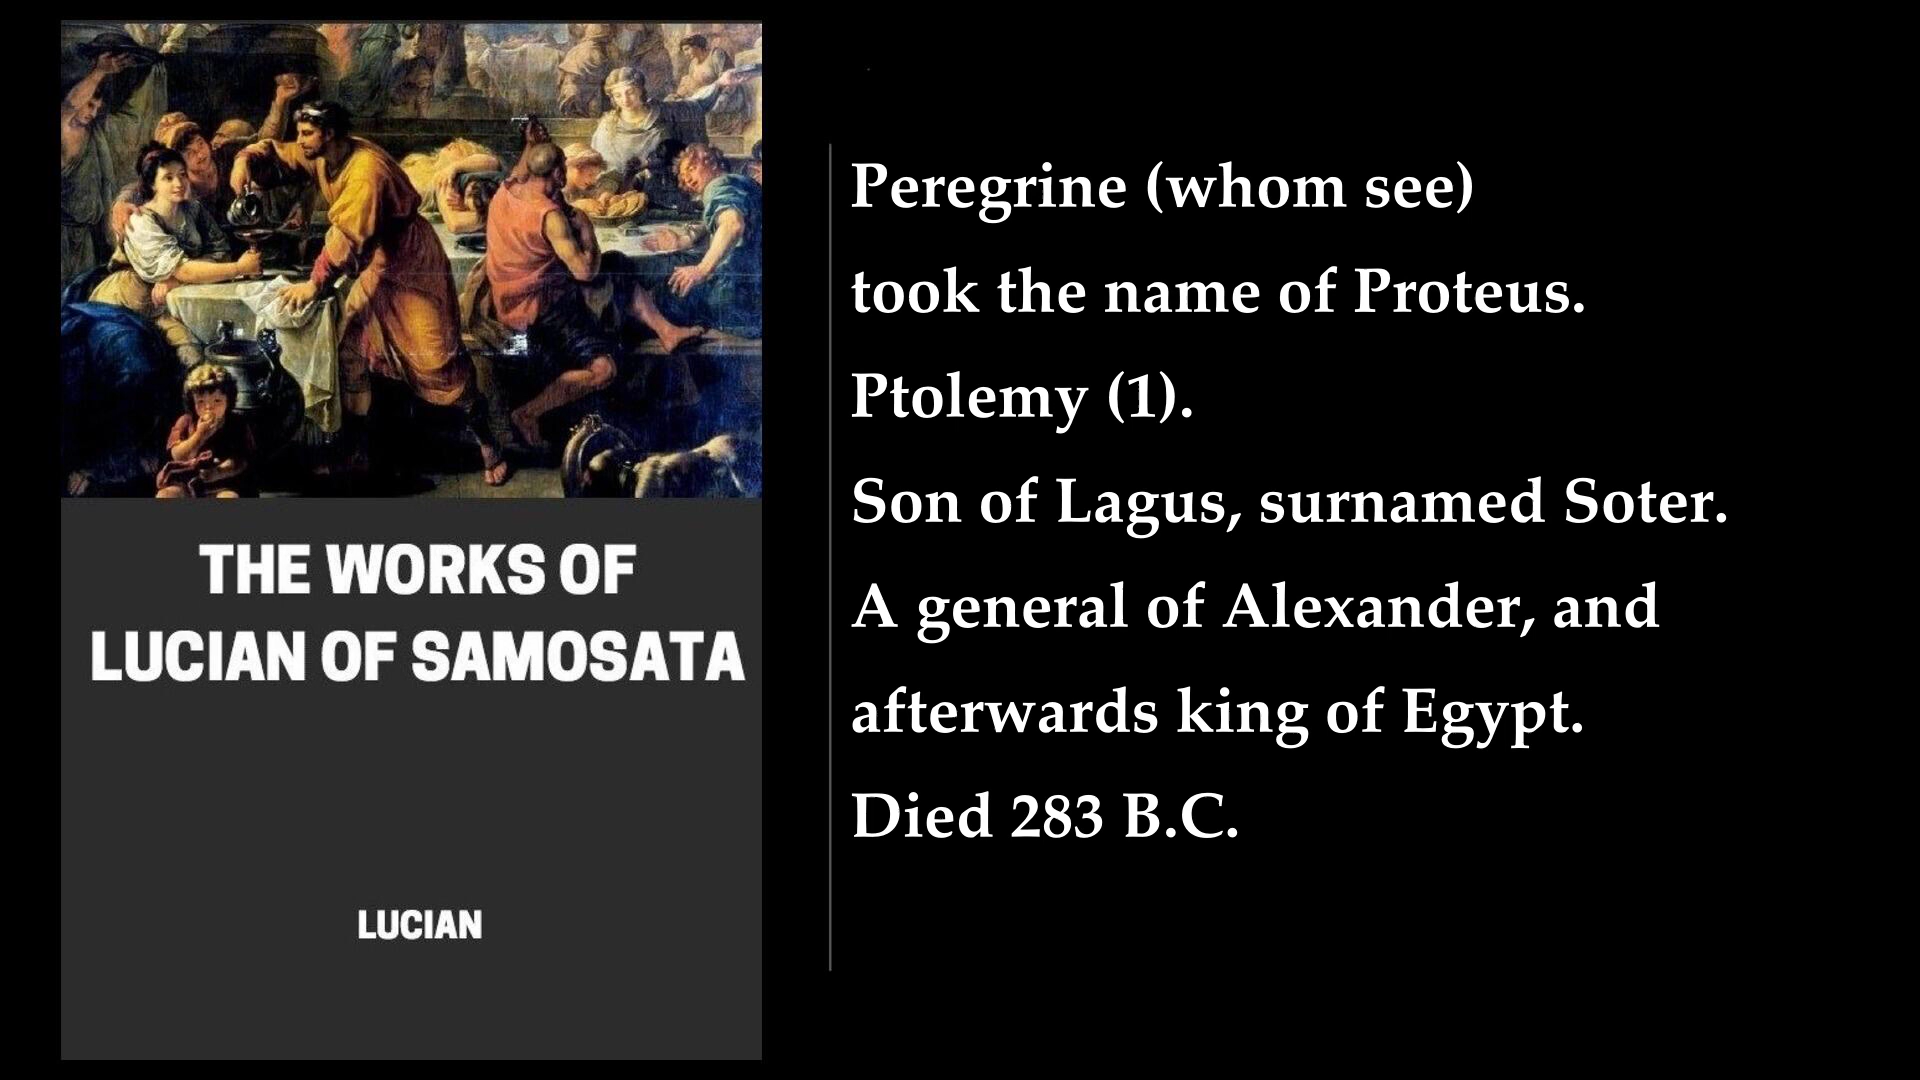 THE WORKS OF
LUCIAN OF SAMOSATA
LUCIAN
Peregrine (whom see)
took the name of Proteus.
Ptolemy (1).
Son of Lagus, surnamed Soter.
A general of Alexander, and
afterwards king of Egypt.
Died 283 B.C.